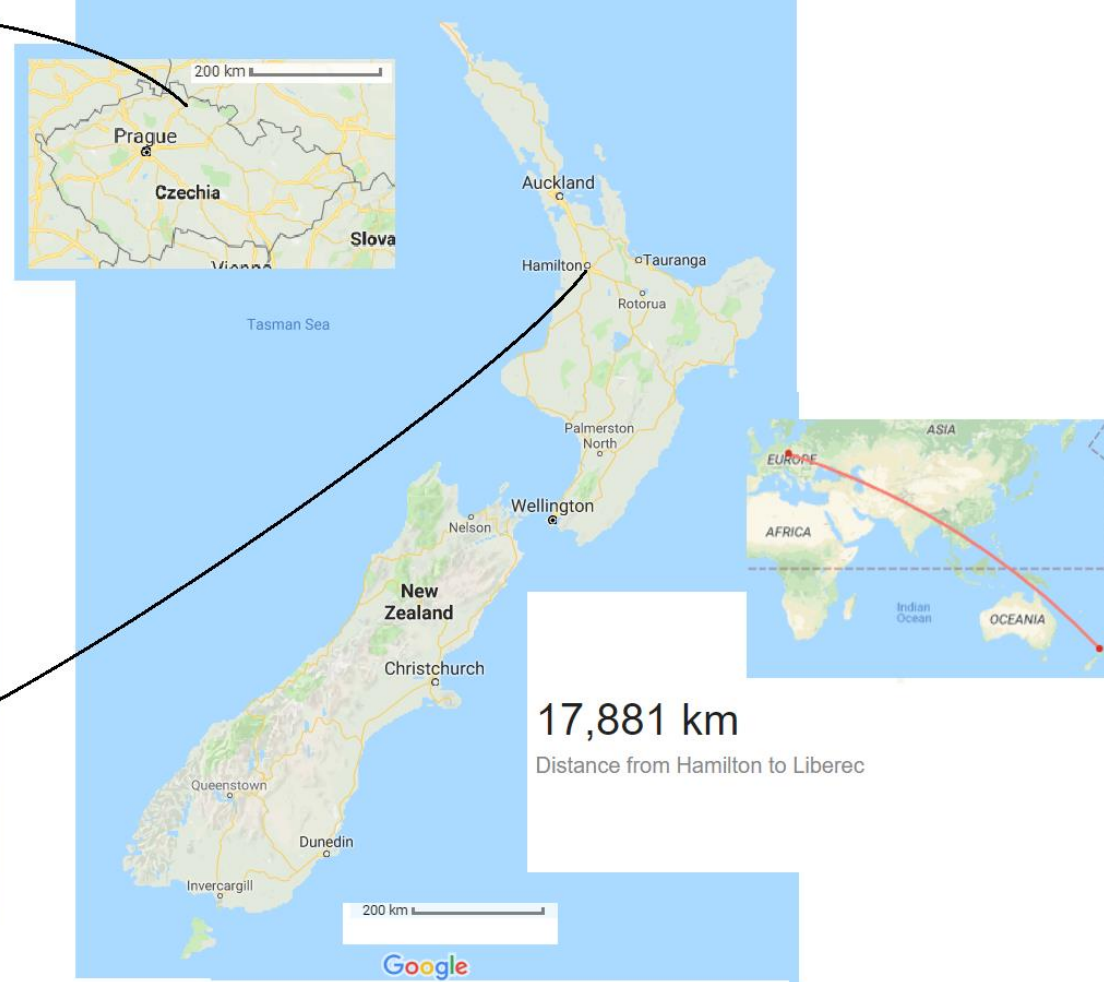 200 km
Prague
Czechia
Slova
Auckland
Hamilton
Tauranga
Rotorua
Tasman Sea
Palmerston
North
Wellington
Nelson
New
Zealand
Christchurch
Queenstown
Dunedin
Invercargill
200 km
Google
ASIA
EUROPE
AFRICA
Indian
Ocean
OCEANIA
17,881 km
Distance from Hamilton to Liberec